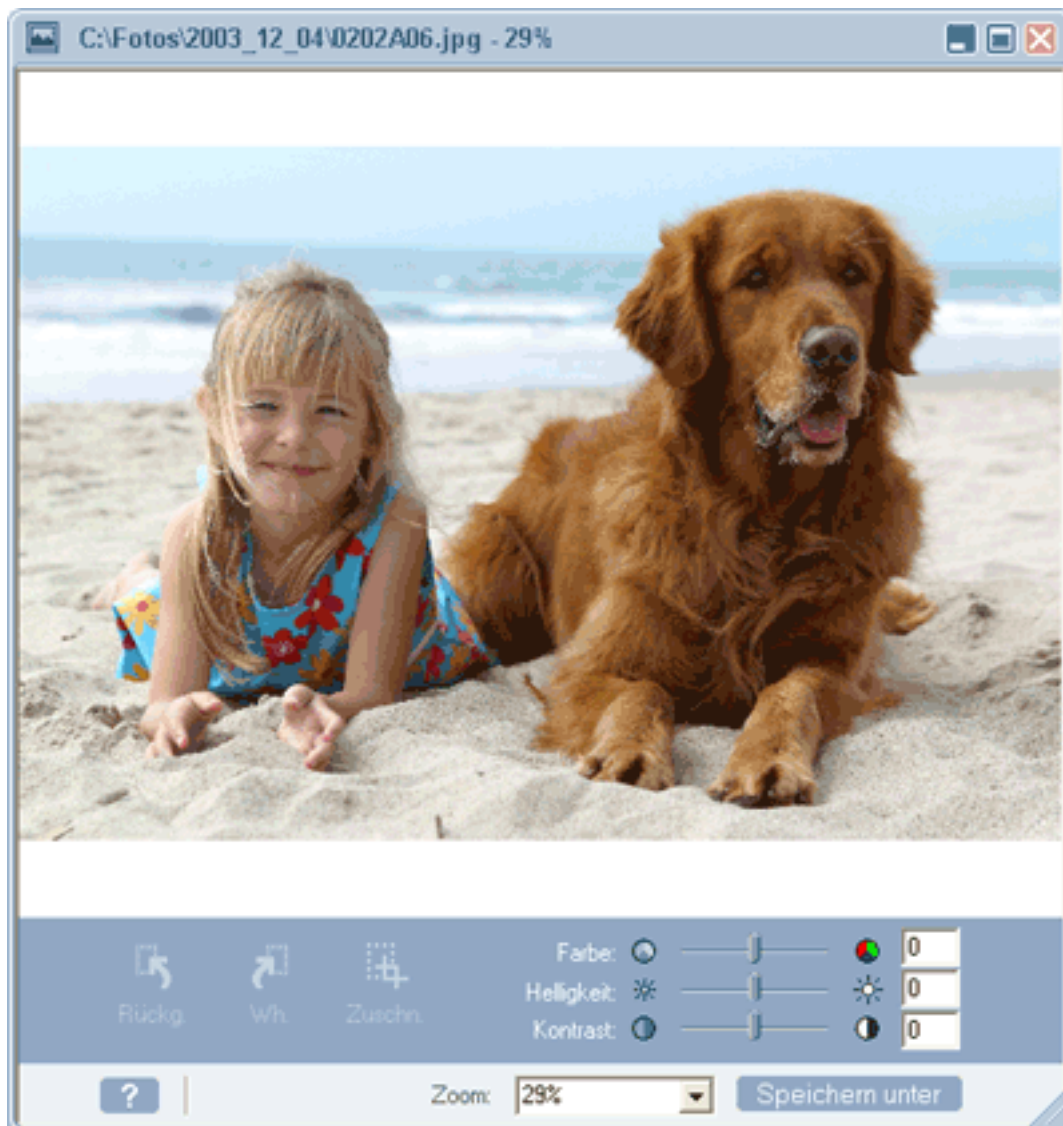 C:\Fotos\2003_12_04\0202A06.jpg - 29%
Farbe: 0
Helligkeit: 0
Kontrast: 0
Rückg. Wh. Zuschn.
? Zoom: 29% Speichern unter